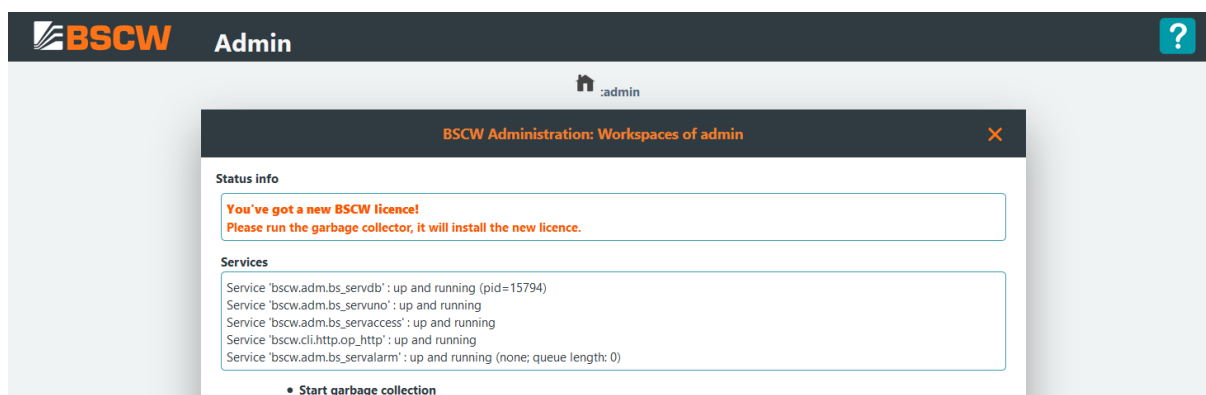 BSCW
Admin
?
:admin
BSCW Administration: Workspaces of admin
Status info
You've got a new BSCW licence!
Please run the garbage collector, it will install the new licence.
Services
Service 'bscw.adm.bs_servdb' : up and running (pid=15794)
Service 'bscw.adm.bs_servuno' : up and running
Service 'bscw.adm.bs_servaccess' : up and running
Service 'bscw.cli.http.op_http' : up and running
Service 'bscw.adm.bs_servalarm' : up and running (none; queue length: 0)
• Start garbage collection